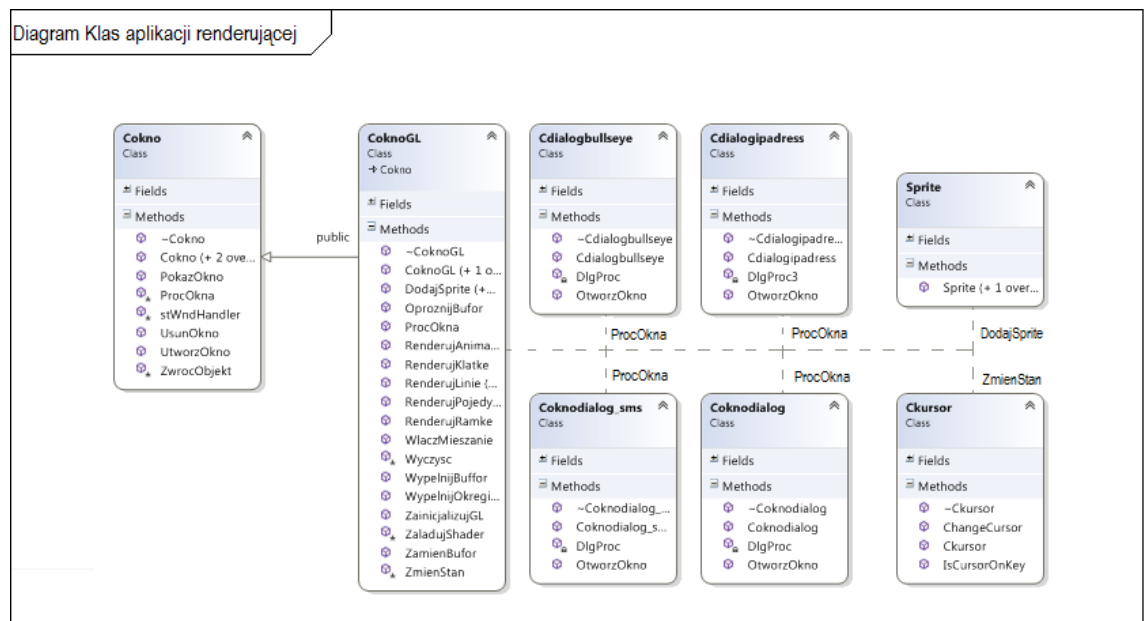 Diagram Klas aplikacji renderującej
Cokno
Class
Fields
Methods
~Cokno
Cokno (+ 2 ove...
PokazOkno
ProcOkna
stWndHandler
UsunOkno
UtworzOkno
ZwrocObjekt
public
CoknoGL
Class
Cokno
Fields
Methods
~CoknoGL
CoknoGL (+ 1 o...
DodajSprite (+...
OproznijBufor
ProcOkna
RenderujAnima...
RenderujKlatke
RenderujLinie (...
RenderujPojedy...
RenderujRamke
WlaczMieszanie
Wyczysc
WypelnijBuffor
WypelnijOkregi...
ZainicjalizujGL
ZaladujShader
ZamienBufor
ZmienStan
Cdialogbullseye
Class
Fields
Methods
~Cdialogbullseye
Cdialogbullseye
DlgProc
OtworzOkno
Cdialogipadress
Class
Fields
Methods
~Cdialogipadre...
Cdialogipadress
DlgProc3
OtworzOkno
Sprite
Class
Fields
Methods
Sprite (+ 1 over...
ProcOkna
ProcOkna
DodajSprite
ProcOkna
ProcOkna
ZmienStan
Coknodialog_sms
Class
Fields
Methods
~Coknodialog_...
Coknodialog_s...
DlgProc
OtworzOkno
Coknodialog
Class
Fields
Methods
~Coknodialog
Coknodialog
DlgProc
OtworzOkno
Ckursor
Class
Fields
Methods
~Ckursor
ChangeCursor
Ckursor
IsCursorOnKey